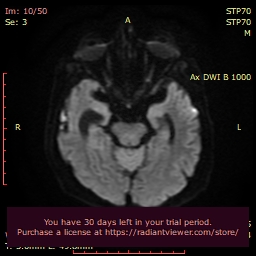 Im: 10/50
Se: 3
STP70
STP70
M
A
Ax DWI B 1000
R
L
You have 30 days left in your trial period.
Purchase a license at https://radiantviewer.com/store/